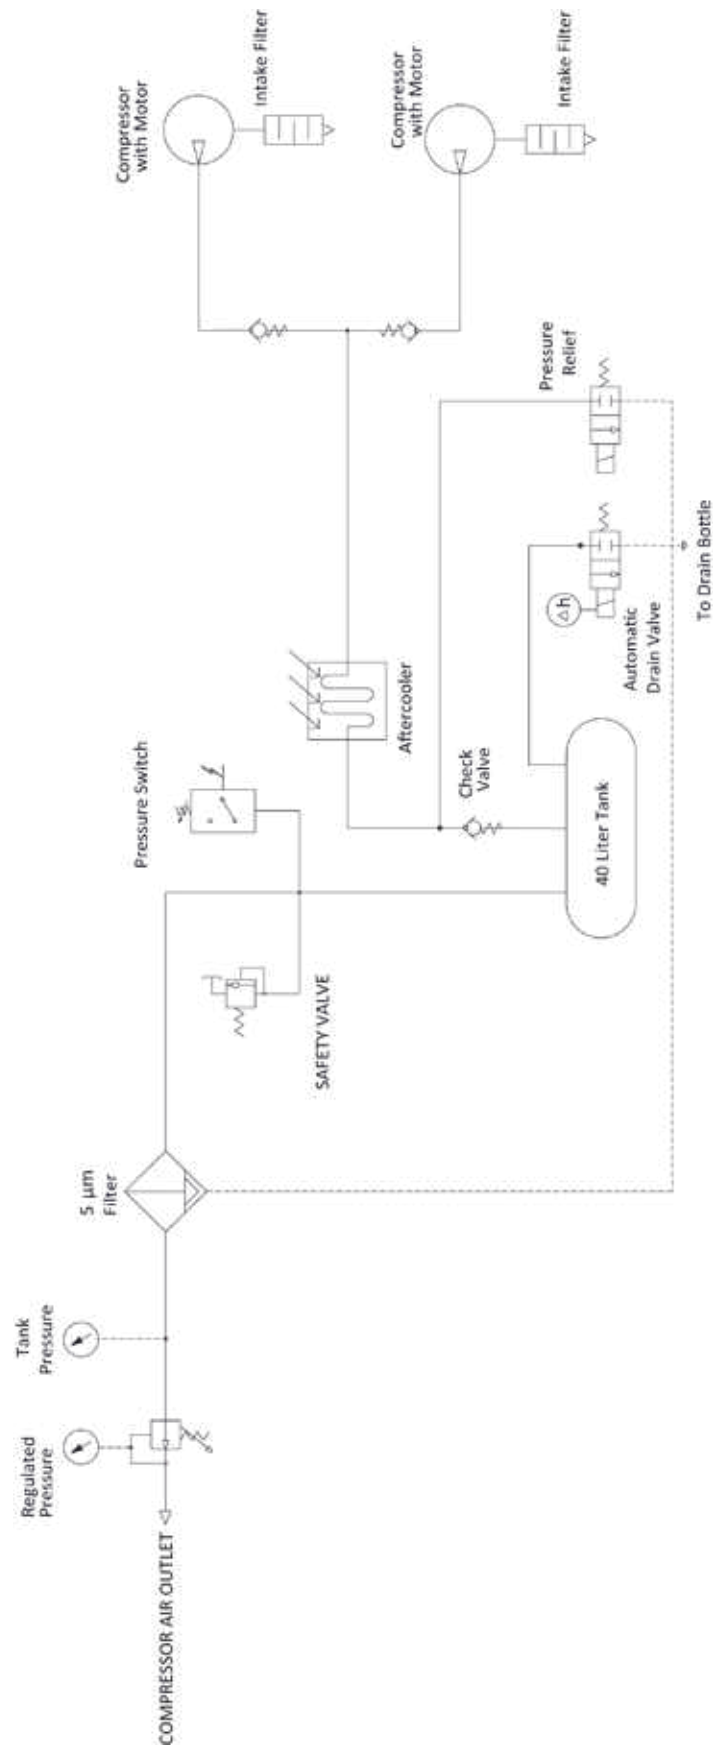 Compressor
with Motor
Intake Filter
Compressor
with Motor
Intake Filter
Pressure
Relief
Aftercooler
Δh
Automatic
Drain Valve
To Drain Bottle
Pressure Switch
Check
Valve
40 Liter Tank
SAFETY VALVE
5 µm
Filter
Tank
Pressure
Regulated
Pressure
COMPRESSOR AIR OUTLET